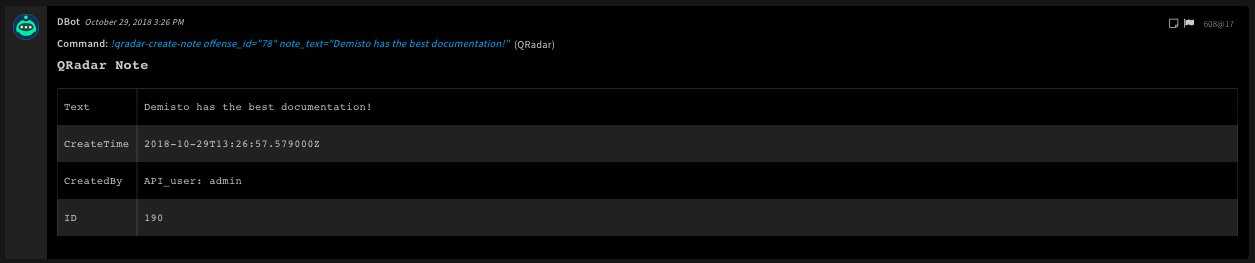 DBot October 29, 2018 3:26 PM 608@17
Command: !qradar-create-note offense_id="78" note_text="Demisto has the best documentation!" (QRadar)
QRadar Note
Text Demisto has the best documentation!
CreateTime 2018-10-29T13:26:57.579000Z
CreatedBy API_user: admin
ID 190